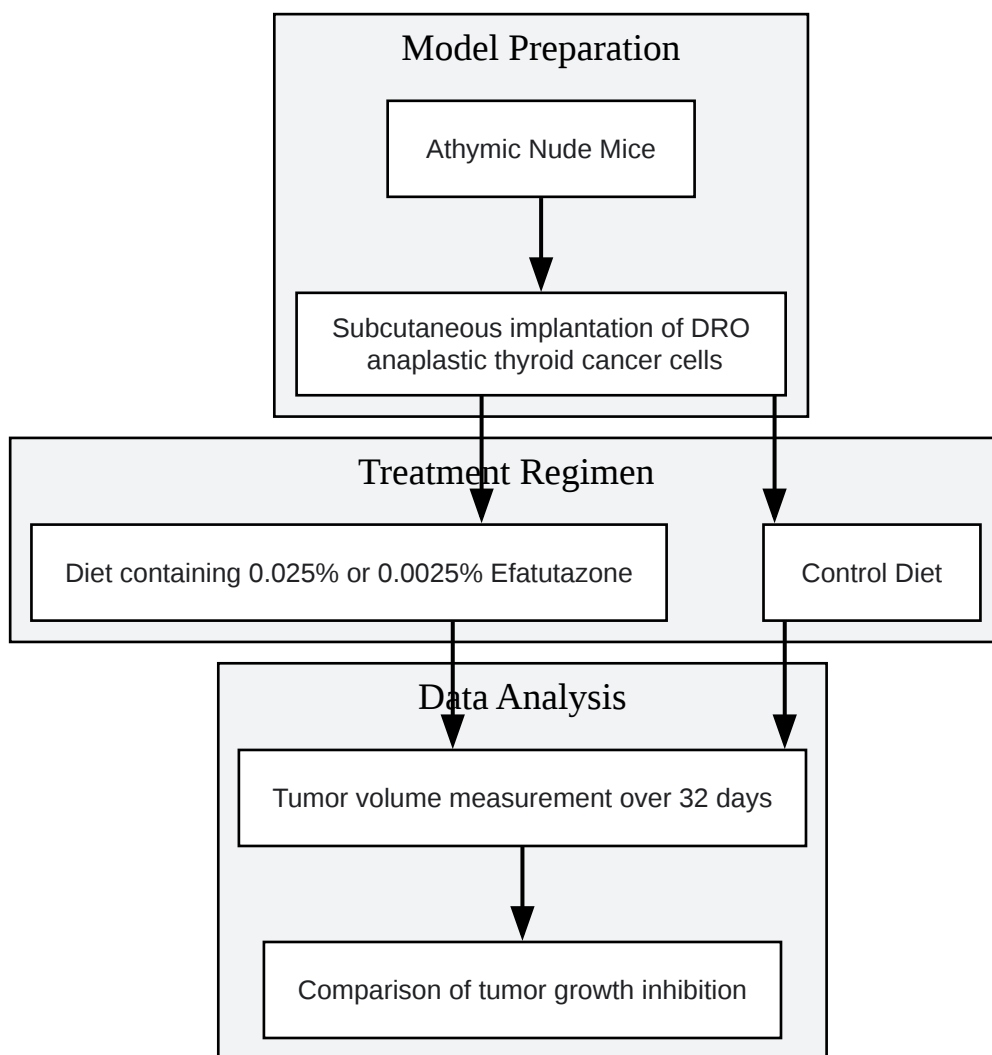 Model Preparation
Athymic Nude Mice
Subcutaneous implantation of DRO
anaplastic thyroid cancer cells
Treatment Regimen
Diet containing 0.025% or 0.0025% Efatutazone
Control Diet
Data Analysis
Tumor volume measurement over 32 days
Comparison of tumor growth inhibition